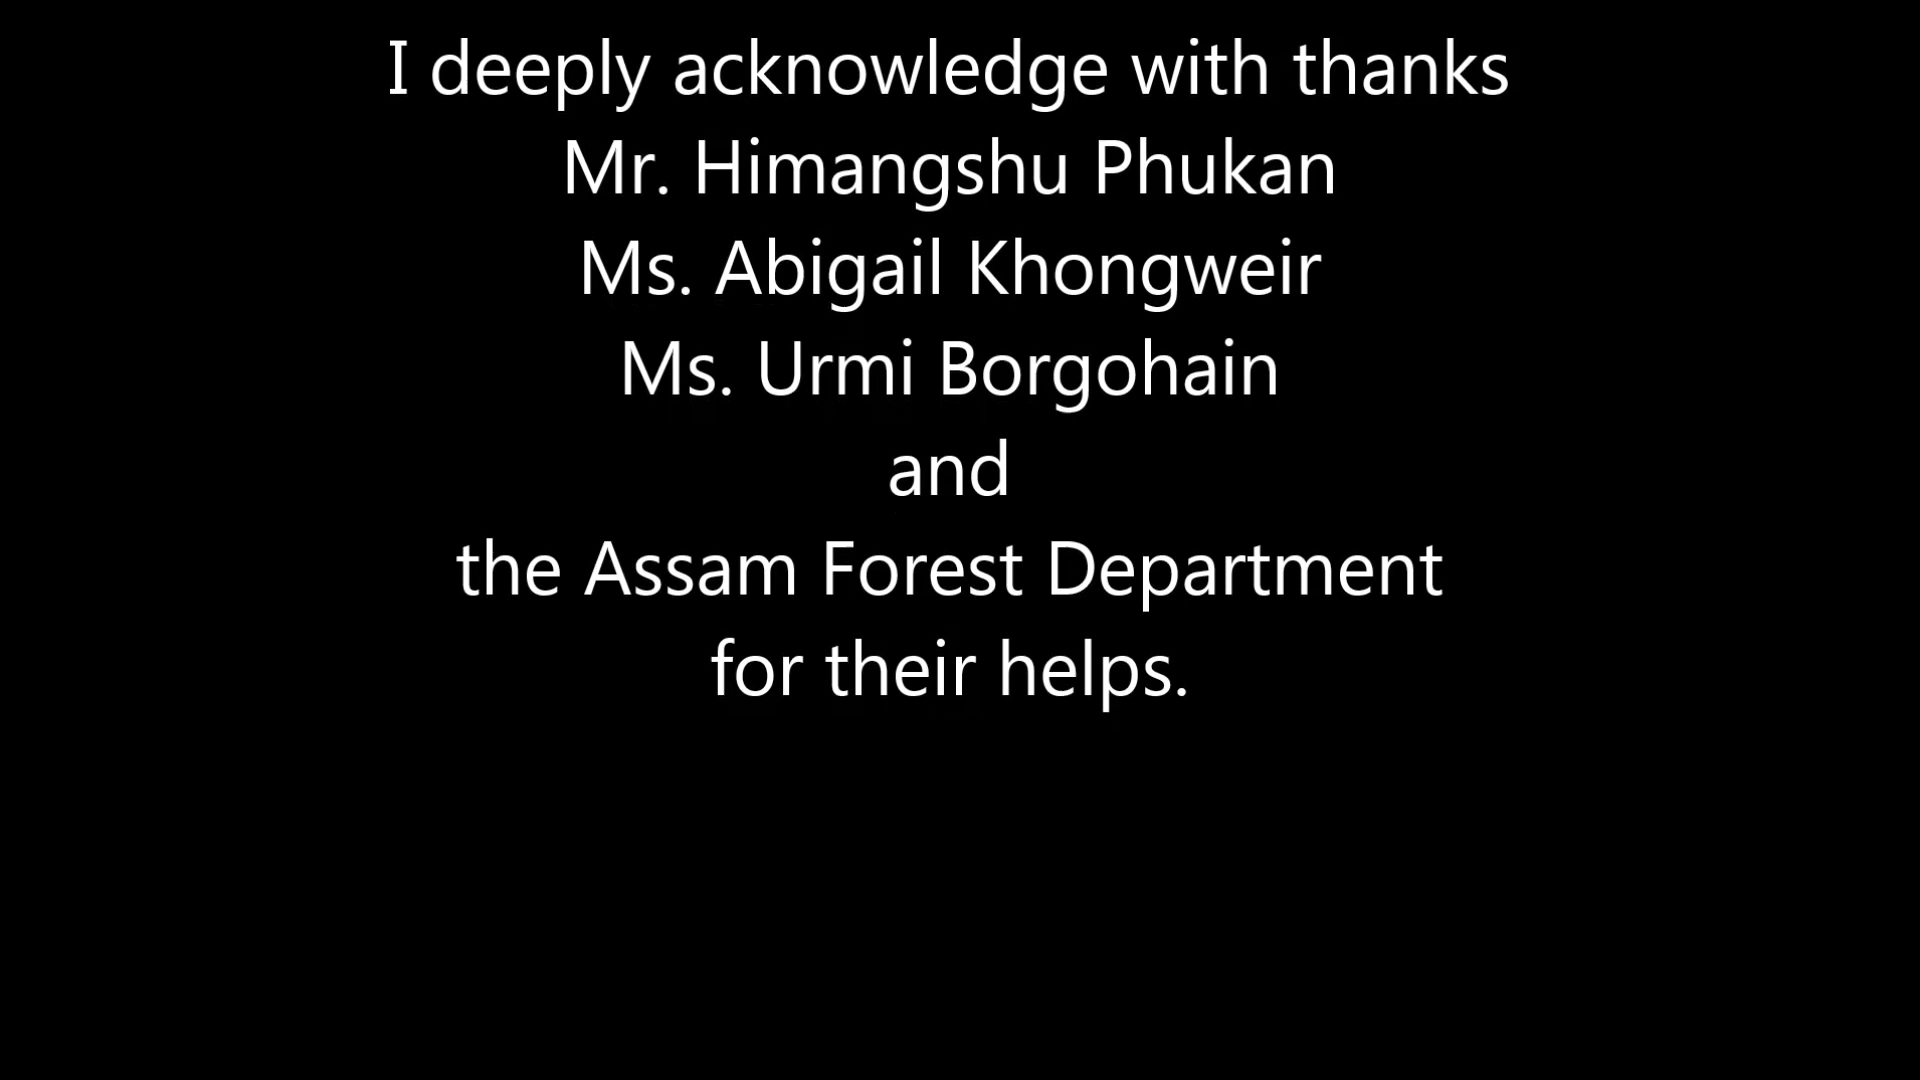 I deeply acknowledge with thanks
Mr. Himangshu Phukan
Ms. Abigail Khongweir
Ms. Urmi Borgohain
and
the Assam Forest Department
for their helps.